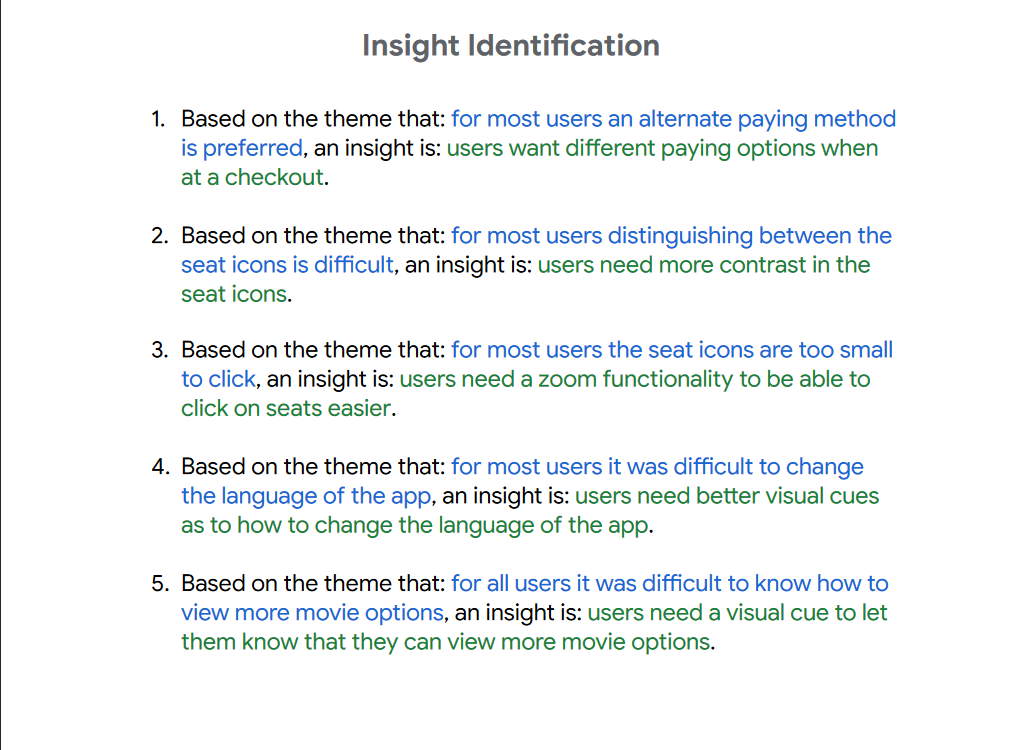 Insight Identification
1. Based on the theme that: for most users an alternate paying method
is preferred, an insight is: users want different paying options when
at a checkout.
2. Based on the theme that: for most users distinguishing between the
seat icons is difficult, an insight is: users need more contrast in the
seat icons.
3. Based on the theme that: for most users the seat icons are too small
to click, an insight is: users need a zoom functionality to be able to
click on seats easier.
4. Based on the theme that: for most users it was difficult to change
the language of the app, an insight is: users need better visual cues
as to how to change the language of the app.
5. Based on the theme that: for all users it was difficult to know how to
view more movie options, an insight is: users need a visual cue to let
them know that they can view more movie options.